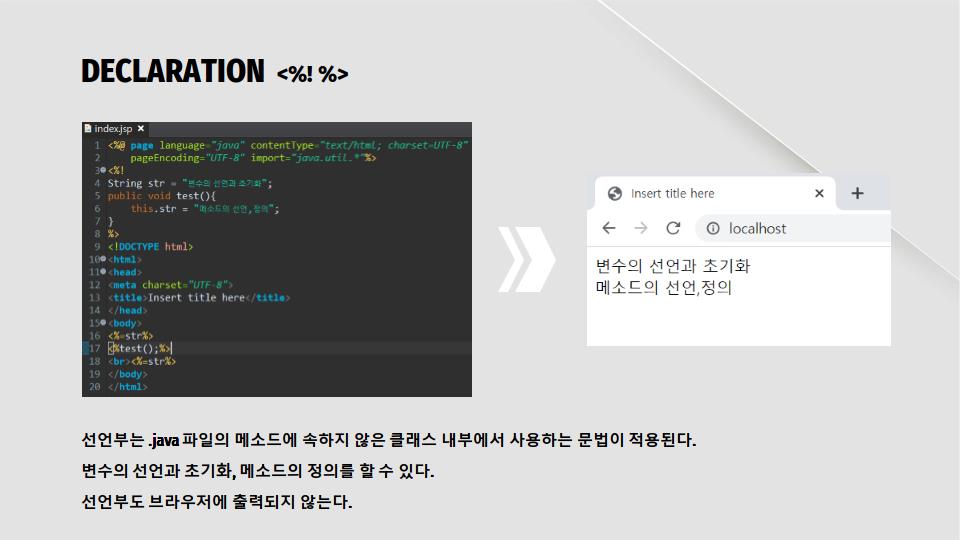 DECLARATION <%! %>
index.jsp ×
1 <%@ page language="java" contentType="text/html; charset=UTF-8"
2 pageEncoding="UTF-8" import="java.util.*"%>
3 <%!
4 String str = "변수의 선언과 초기화";
5 public void test(){
6 this.str = "메소드의 선언,정의";
7 }
8 %>
9 <!DOCTYPE html>
10 <html>
11 <head>
12 <meta charset="UTF-8">
13 <title>Insert title here</title>
14 </head>
15 <body>
16 <%=str%>
17 <%test();%>
18 <br><%=str%>
19 </body>
20 </html>
Insert title here × +
localhost
변수의 선언과 초기화
메소드의 선언,정의
선언부는 .java 파일의 메소드에 속하지 않은 클래스 내부에서 사용하는 문법이 적용된다.
변수의 선언과 초기화, 메소드의 정의를 할 수 있다.
선언부도 브라우저에 출력되지 않는다.